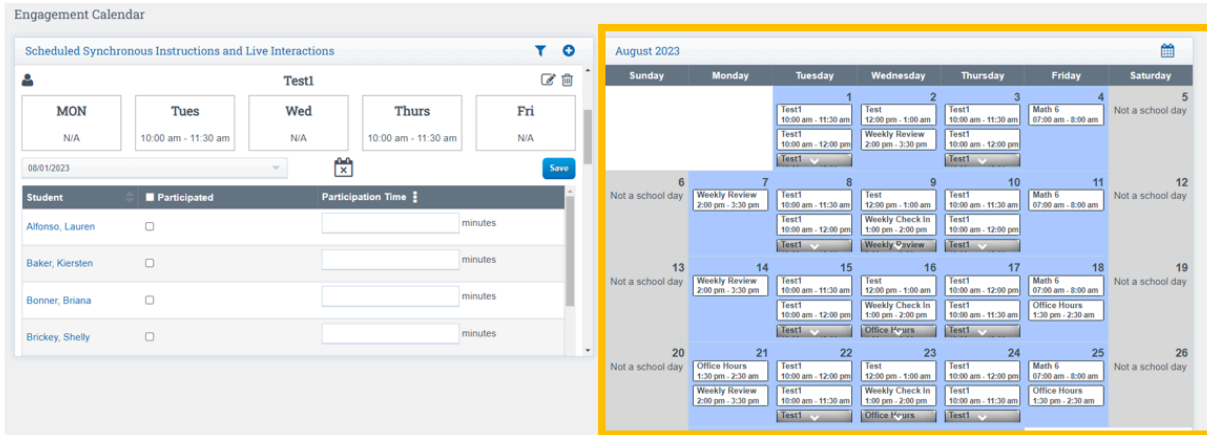 Engagement Calendar
Scheduled Synchronous Instructions and Live Interactions
Test1
MON Tues Wed Thurs Fri
N/A 10:00 am - 11:30 am N/A 10:00 am - 11:30 am N/A
08/01/2023 Save
Student Participated Participation Time
Alfonso, Lauren minutes
Baker, Kiersten minutes
Bonner, Briana minutes
Brickey, Shelly minutes
August 2023
Sunday Monday Tuesday Wednesday Thursday Friday Saturday
1 2 3 4 5
Test1 Test Test1 Math 6 Not a school day
10:00 am - 11:30 am 12:00 pm - 1:00 am 10:00 am - 11:30 am 07:00 am - 8:00 am
Test1 Weekly Review Test1
10:00 am - 12:00 pm 2:00 pm - 3:30 pm 10:00 am - 12:00 pm
Test1 Test1
6 7 8 9 10 11 12
Not a school day Weekly Review Test1 Test Test1 Math 6 Not a school day
2:00 pm - 3:30 pm 10:00 am - 11:30 am 12:00 pm - 1:00 am 10:00 am - 11:30 am 07:00 am - 8:00 am
Test1 Weekly Check In Test1
10:00 am - 12:00 pm 1:00 pm - 2:00 pm 10:00 am - 12:00 pm
Test1 Weekly Review Test1
13 14 15 16 17 18 19
Not a school day Weekly Review Test1 Test Test1 Math 6 Not a school day
2:00 pm - 3:30 pm 10:00 am - 11:30 am 12:00 pm - 1:00 am 10:00 am - 12:00 pm 07:00 am - 8:00 am
Test1 Weekly Check In Test1 Office Hours
10:00 am - 12:00 pm 1:00 pm - 2:00 pm 10:00 am - 11:30 am 1:30 pm - 2:30 am
Test1 Office Hours Test1
20 21 22 23 24 25 26
Not a school day Office Hours Test1 Test Test1 Math 6 Not a school day
1:30 pm - 2:30 am 10:00 am - 12:00 pm 12:00 pm - 1:00 am 10:00 am - 12:00 pm 07:00 am - 8:00 am
Weekly Review Test1 Weekly Check In Test1 Office Hours
2:00 pm - 3:30 pm 10:00 am - 11:30 am 1:00 pm - 2:00 pm 10:00 am - 11:30 am 1:30 pm - 2:30 am
Test1 Office Hours Test1